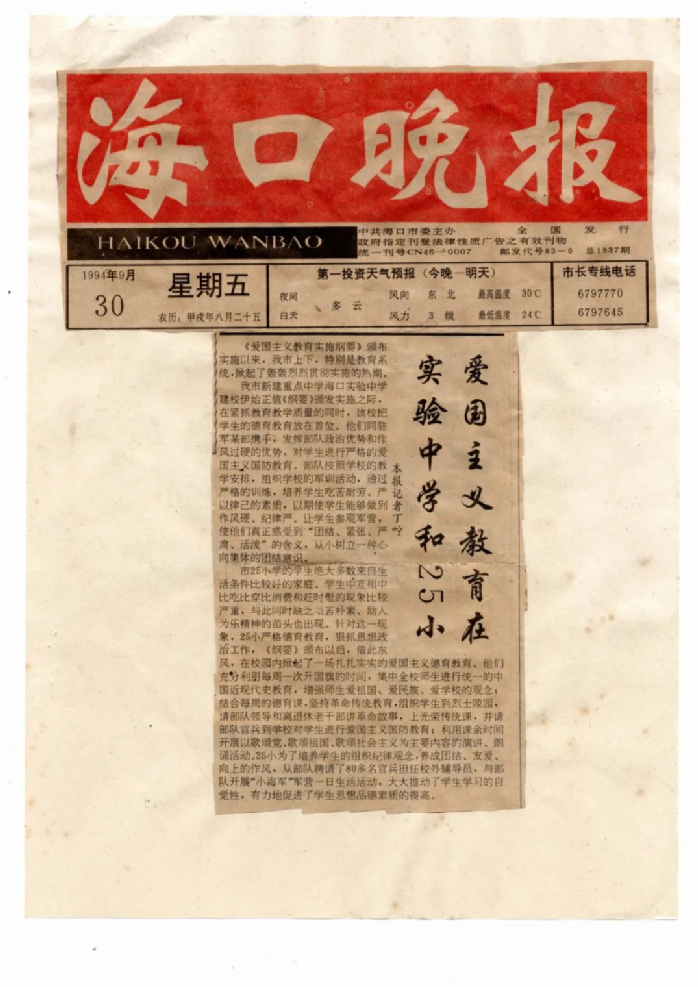 海口晚报
HAIKOU WANBAO
中共海口市委主办 全国发行
政府指定刊登法律性质广告之有效刊物
统一刊号CN46-0007 邮发代号83-6 总1837期
1994年9月
30
星期五
农历：甲戌年八月二十五
第一投资天气预报（今晚—明天）
夜间 多云 风向 东北 最高温度 30℃
白天 风力 3级 最低温度 24℃
市长专线电话
6797770
6797645
爱国主义教育在
实验中学和25小
本报记者丁咛
《爱国主义教育实施纲要》颁布
实施以来，我市上下，特别是教育系
统，掀起了轰轰烈烈贯彻实施的热潮。
我市新建重点中学海口实验中学
建校伊始正值《纲要》颁发实施之际，
在紧抓教育教学质量的同时，该校把
学生的德育教育放在首位。他们同驻
军某部携手，发挥部队政治优势和作
风过硬的优势，对学生进行严格的爱
国主义国防教育。部队按照学校的教
学安排，组织学校的军训活动，通过
严格的训练，培养学生吃苦耐劳、严
以律己的素质，以期使学生能够做到
作风硬、纪律严。让学生参观军营，
使他们真正感受到“团结、紧张、严
肃、活泼”的含义，从小树立一种心
向集体的团结意识。
市25小学的学生绝大多数来自生
活条件比较好的家庭。学生中互相中
比吃比穿比消费和赶时髦的现象比较
严重，与此同时缺乏艰苦朴素、助人
为乐精神的苗头也出现。针对这一现
象，25小严格德育教育，狠抓思想政
治工作，《纲要》颁布以后，借此东
风，在校园内掀起了一场扎扎实实的爱国主义德育教育。他们
充分利用每周一次升国旗的时间，集中全校师生进行统一的中
国近现代史教育，增强师生爱祖国、爱民族、爱学校的观念；
结合每周的德育课，坚持革命传统教育，组织学生到烈士陵园，
请部队领导和离退休老干部讲革命故事，上光荣传统课，并请
部队官兵到学校对学生进行爱国主义国防教育；利用课余时间
开展以歌颂党、歌颂祖国、歌颂社会主义为主要内容的演讲、朗
诵活动。25小为了培养学生的组织纪律观念，养成团结、友爱、
向上的作风，从部队聘请了80多名官兵担任校外辅导员，与部
队开展“小海军”军营一日生活活动，大大推动了学生学习的自
觉性，有力地促进了学生思想品德素质的提高。